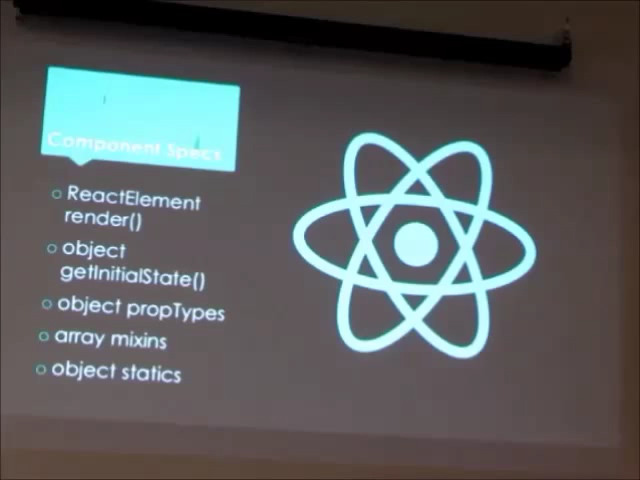 Component Specs
ReactElement
render()
object
getInitialState()
object propTypes
array mixins
object statics